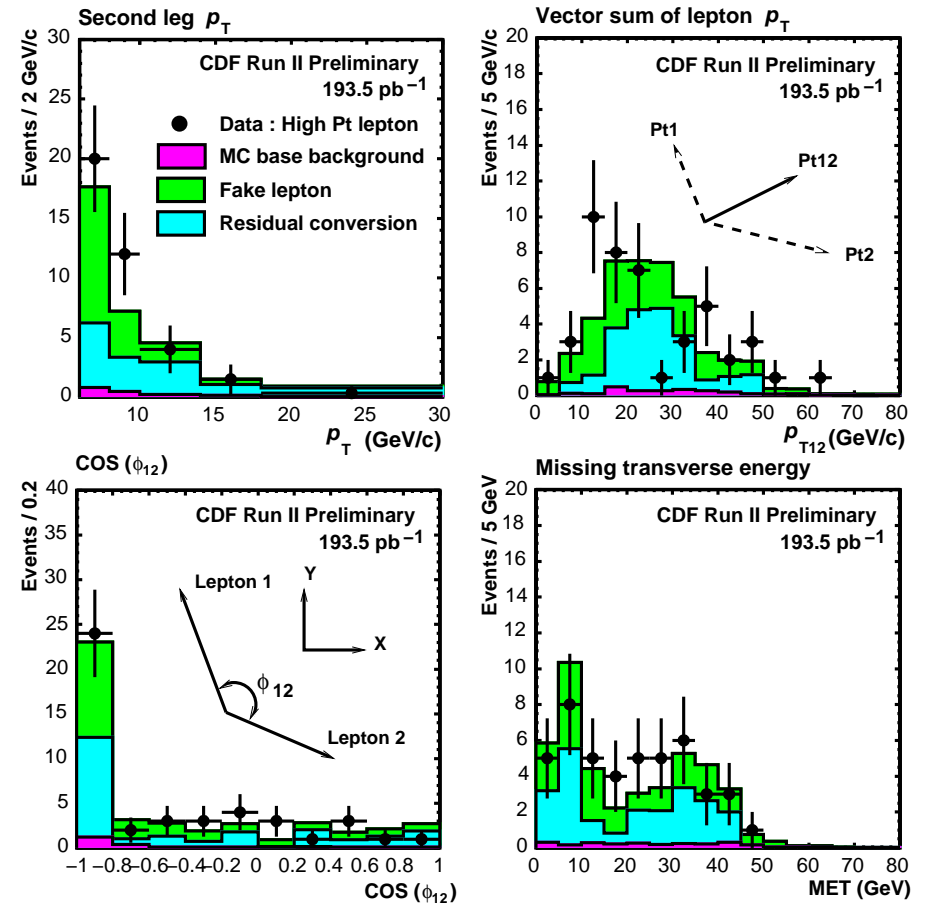 Second leg p_T
Events / 2 GeV/c
30
25
20
15
10
5
0
CDF Run II Preliminary
193.5 pb⁻¹
Data : High Pt lepton
MC base background
Fake lepton
Residual conversion
10 15 20 25 30
p_T (GeV/c)
Vector sum of lepton p_T
Events / 5 GeV/c
20
18
16
14
12
10
8
6
4
2
0
CDF Run II Preliminary
193.5 pb⁻¹
Pt1
Pt12
Pt2
0 10 20 30 40 50 60 70 80
p_T12 (GeV/c)
COS (ϕ₁₂)
Events / 0.2
40
35
30
25
20
15
10
5
0
CDF Run II Preliminary
193.5 pb⁻¹
Lepton 1
Y
X
ϕ₁₂
Lepton 2
−1 −0.8 −0.6 −0.4 −0.2 0 0.2 0.4 0.6 0.8 1
COS (ϕ₁₂)
Missing transverse energy
Events / 5 GeV
20
18
16
14
12
10
8
6
4
2
0
CDF Run II Preliminary
193.5 pb⁻¹
0 10 20 30 40 50 60 70 80
MET (GeV)